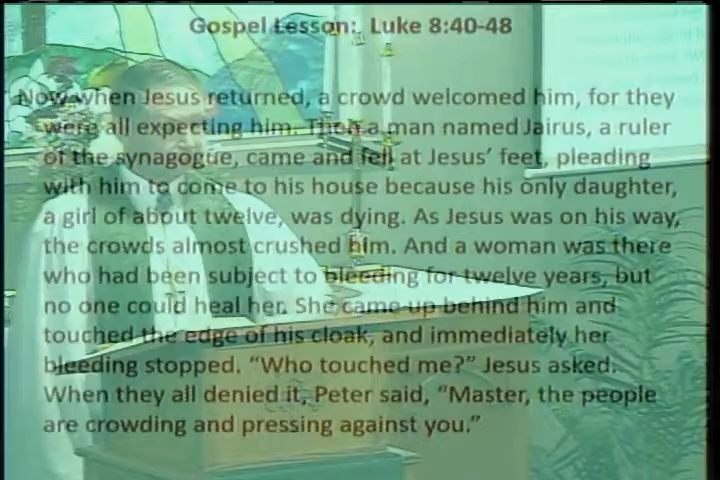 Gospel Lesson: Luke 8:40-48
Now when Jesus returned, a crowd welcomed him, for they
were all expecting him. Then a man named Jairus, a ruler
of the synagogue, came and fell at Jesus' feet, pleading
with him to come to his house because his only daughter,
a girl of about twelve, was dying. As Jesus was on his way,
the crowds almost crushed him. And a woman was there
who had been subject to bleeding for twelve years, but
no one could heal her. She came up behind him and
touched the edge of his cloak, and immediately her
bleeding stopped. “Who touched me?” Jesus asked.
When they all denied it, Peter said, “Master, the people
are crowding and pressing against you.”